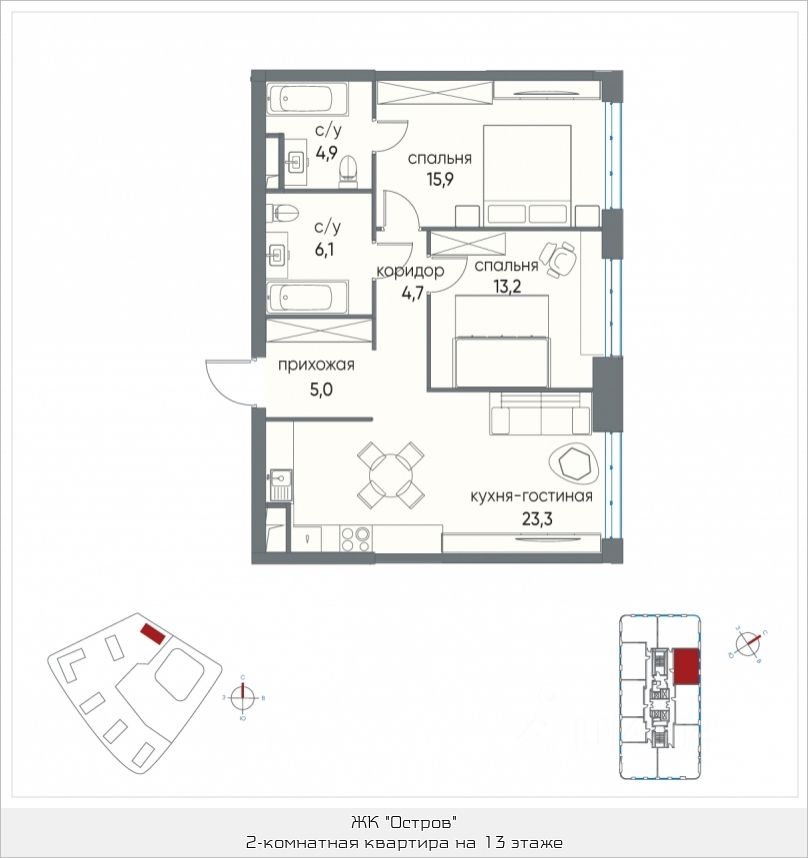 с/у
4,9
спальня
15,9
с/у
6,1
коридор
4,7
спальня
13,2
прихожая
5,0
кухня-гостиная
23,3
С
З
В
Ю
З
С
Ю
В
ЖК "Остров"
2-комнатная квартира на 13 этаже